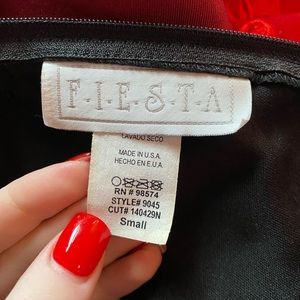 F·I·E·S·T·A
LAVADO SECO
MADE IN U.S.A.
HECHO EN E.U.A.
RN # 98574
STYLE# 9045
CUT# 140429N
Small